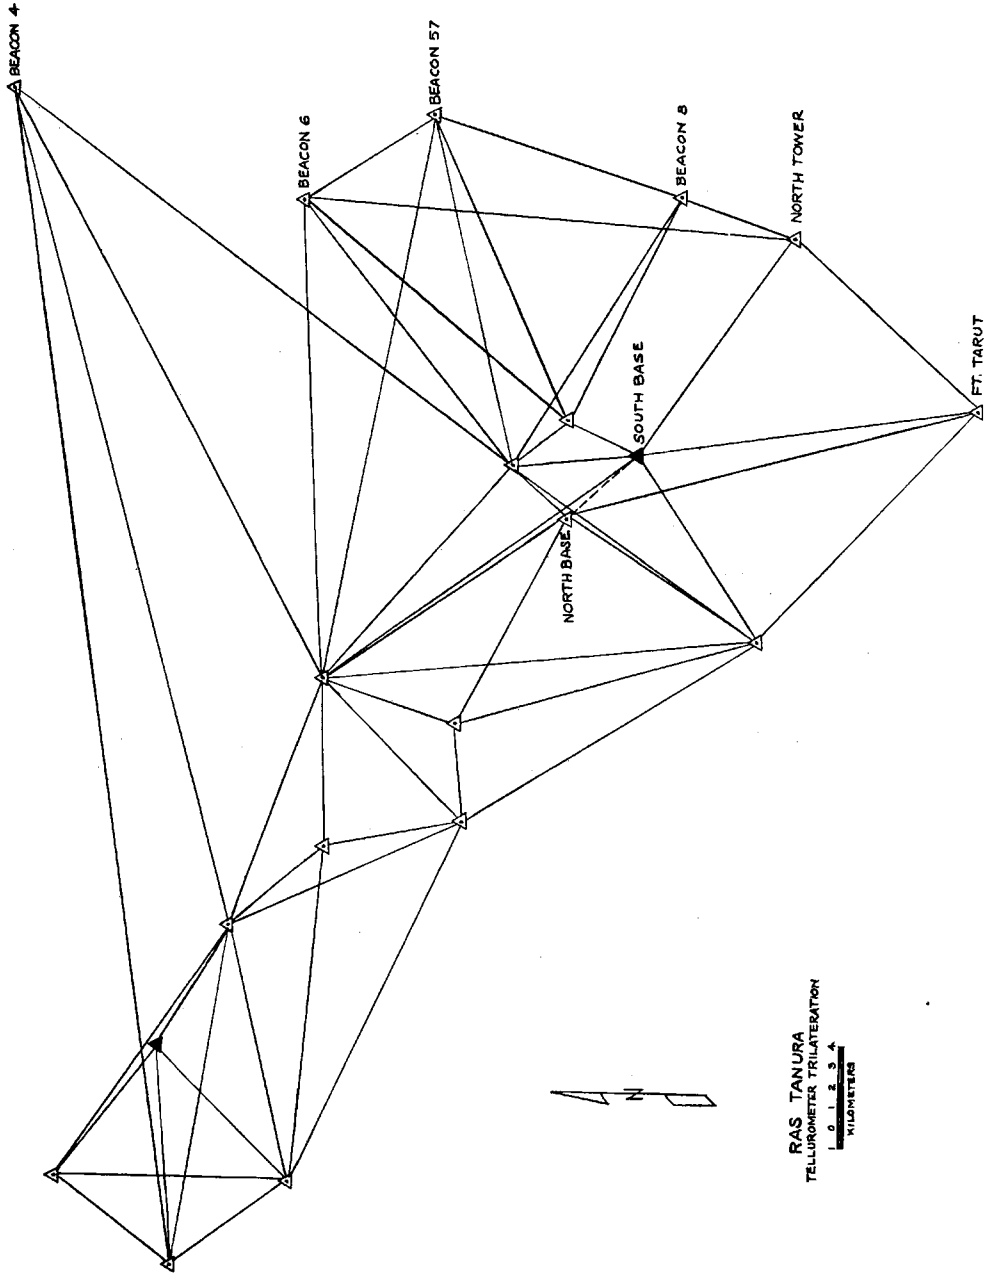 BEACON 4
BEACON 57
BEACON 6
BEACON 8
NORTH TOWER
SOUTH BASE
FT. TARUT
NORTH BASE
N
RAS TANURA
TELLUROMETER TRILATERATION
1 0 1 2 3 4
KILOMETERS